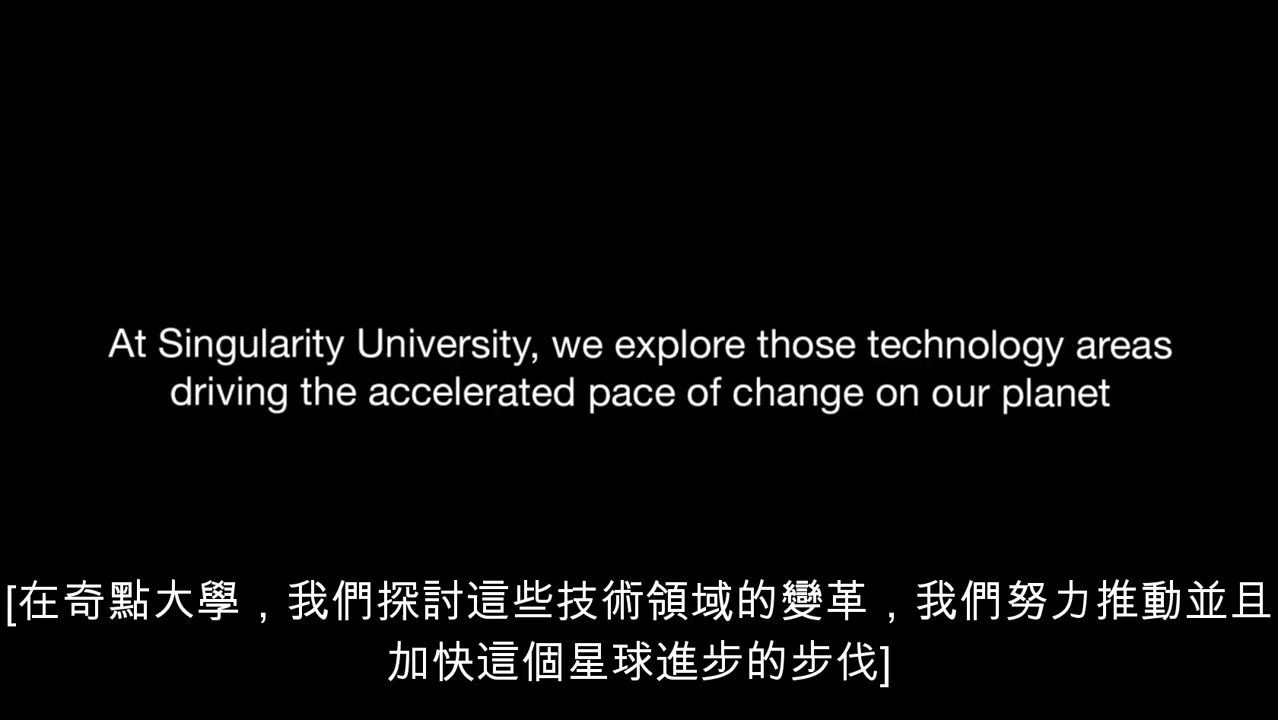 At Singularity University, we explore those technology areas
driving the accelerated pace of change on our planet
[在奇點大學，我們探討這些技術領域的變革，我們努力推動並且
加快這個星球進步的步伐]